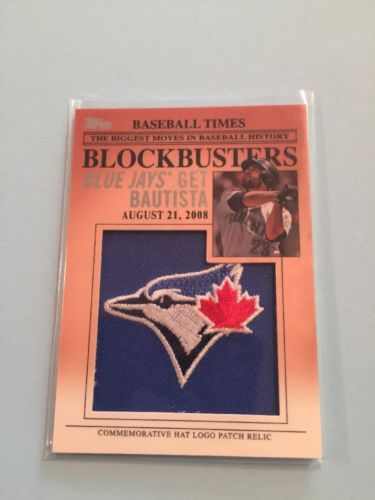 Topps
BASEBALL TIMES
THE BIGGEST MOVES IN BASEBALL HISTORY
BLOCKBUSTERS
BLUE JAYS GET
BAUTISTA
AUGUST 21, 2008
COMMEMORATIVE HAT LOGO PATCH RELIC